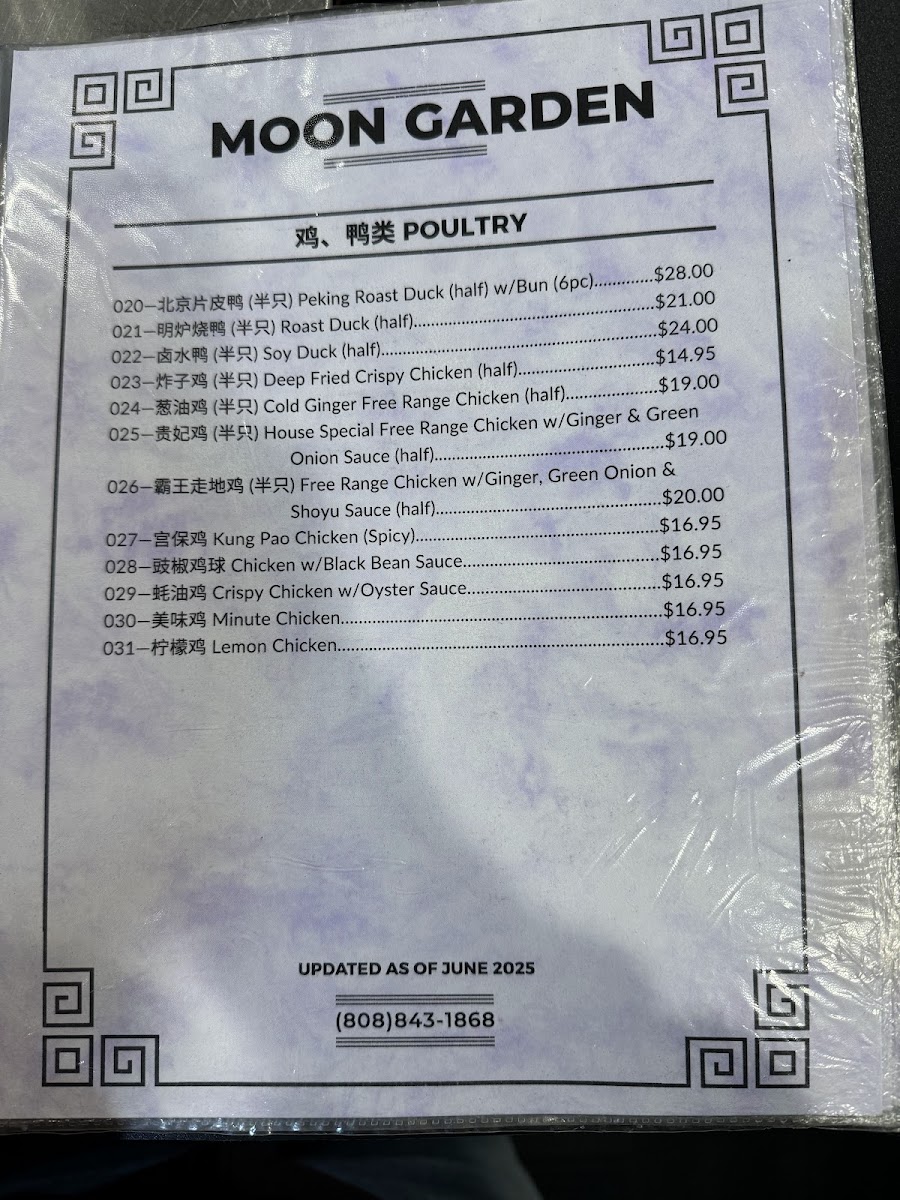 MOON GARDEN
鸡、鸭类 POULTRY
020—北京片皮鸭 (半只) Peking Roast Duck (half) w/Bun (6pc)............$28.00
021—明炉烧鸭 (半只) Roast Duck (half)................................................$21.00
022—卤水鸭 (半只) Soy Duck (half).......................................................$24.00
023—炸子鸡 (半只) Deep Fried Crispy Chicken (half)...........................$14.95
024—葱油鸡 (半只) Cold Ginger Free Range Chicken (half)..................$19.00
025—贵妃鸡 (半只) House Special Free Range Chicken w/Ginger & Green
Onion Sauce (half)..............................................$19.00
026—霸王走地鸡 (半只) Free Range Chicken w/Ginger, Green Onion &
Shoyu Sauce (half).............................................$20.00
027—宫保鸡 Kung Pao Chicken (Spicy).................................................$16.95
028—豉椒鸡球 Chicken w/Black Bean Sauce........................................$16.95
029—蚝油鸡 Crispy Chicken w/Oyster Sauce.......................................$16.95
030—美味鸡 Minute Chicken................................................................$16.95
031—柠檬鸡 Lemon Chicken.................................................................$16.95
UPDATED AS OF JUNE 2025
(808)843-1868